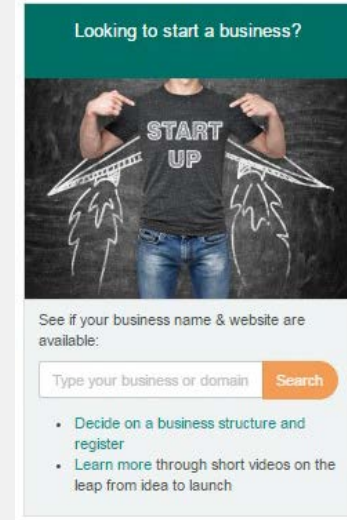 Looking to start a business?
START
UP
See if your business name & website are
available:
Type your business or domain
Search
Decide on a business structure and
register
Learn more through short videos on the
leap from idea to launch